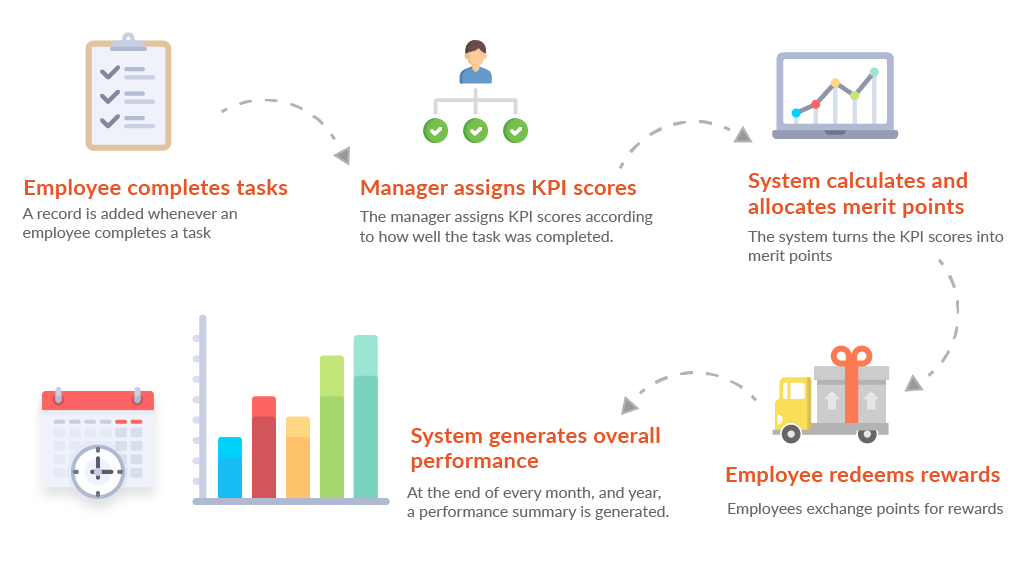 Employee completes tasks
A record is added whenever an
employee completes a task
Manager assigns KPI scores
The manager assigns KPI scores according
to how well the task was completed.
System calculates and
allocates merit points
The system turns the KPI scores into
merit points
Employee redeems rewards
Employees exchange points for rewards
System generates overall
performance
At the end of every month, and year,
a performance summary is generated.